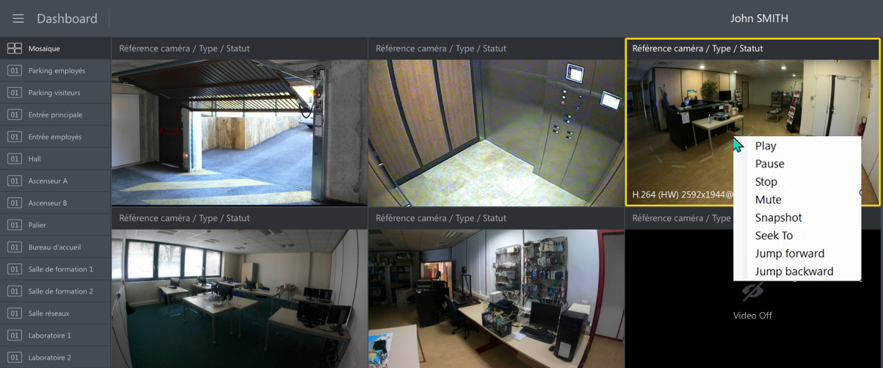 Dashboard
John SMITH
Mosaïque
01 Parking employés
01 Parking visiteurs
01 Entrée principale
01 Entrée employés
01 Hall
01 Ascenseur A
01 Ascenseur B
01 Palier
01 Bureau d'accueil
01 Salle de formation 1
01 Salle de formation 2
01 Salle réseaux
01 Laboratoire 1
01 Laboratoire 2
Référence caméra / Type / Statut
Référence caméra / Type / Statut
Référence caméra / Type / Statut
H.264 (HW) 2592x1944@
Play
Pause
Stop
Mute
Snapshot
Seek To
Jump forward
Jump backward
Référence caméra / Type / Statut
Référence caméra / Type / Statut
Référence caméra / Type
Video Off